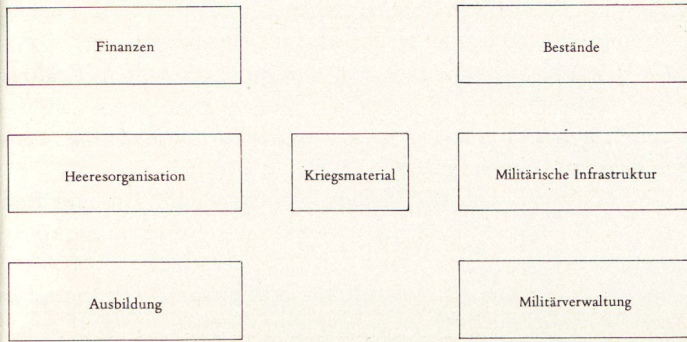 Finanzen
Bestände
Heeresorganisation
Kriegsmaterial
Militärische Infrastruktur
Ausbildung
Militärverwaltung